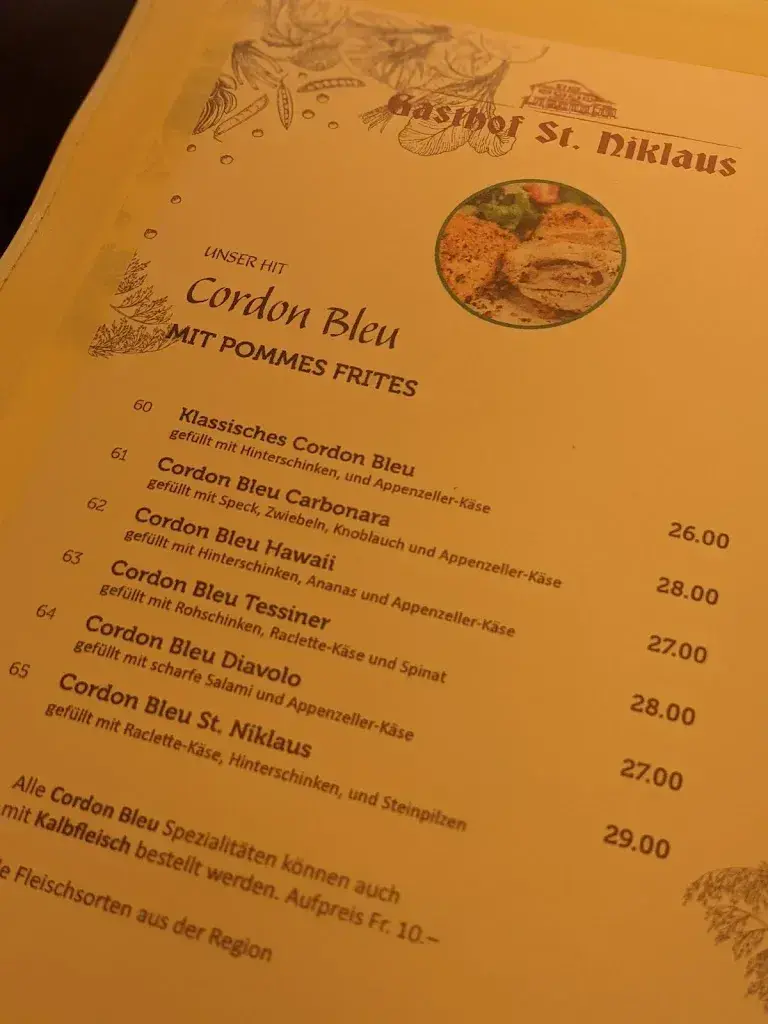 Gasthof St. Niklaus
UNSER HIT
Cordon Bleu
MIT POMMES FRITES
60 Klassisches Cordon Bleu
gefüllt mit Hinterschinken, und Appenzeller-Käse 26.00
61 Cordon Bleu Carbonara
gefüllt mit Speck, Zwiebeln, Knoblauch und Appenzeller-Käse 28.00
62 Cordon Bleu Hawaii
gefüllt mit Hinterschinken, Ananas und Appenzeller-Käse 27.00
63 Cordon Bleu Tessiner
gefüllt mit Rohschinken, Raclette-Käse und Spinat 28.00
64 Cordon Bleu Diavolo
gefüllt mit scharfe Salami und Appenzeller-Käse 27.00
65 Cordon Bleu St. Niklaus
gefüllt mit Raclette-Käse, Hinterschinken, und Steinpilzen 29.00
Alle Cordon Bleu Spezialitäten können auch
mit Kalbfleisch bestellt werden. Aufpreis Fr. 10.–
e Fleischsorten aus der Region